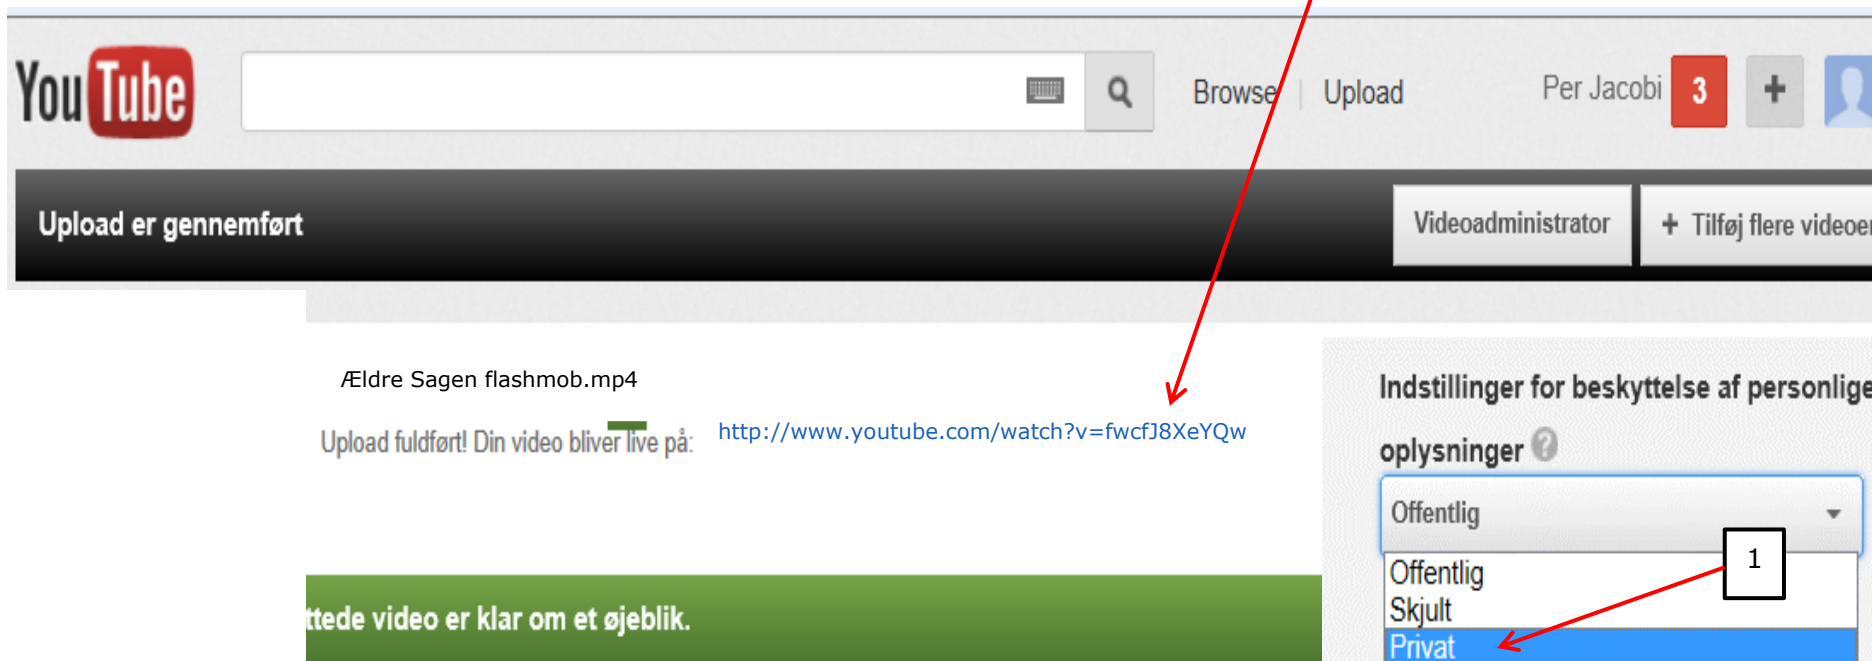 YouTube
Browse | Upload
Per Jacobi 3 +
Upload er gennemført
Videoadministrator
+ Tilføj flere videoer
Ældre Sagen flashmob.mp4
Upload fuldført! Din video bliver live på: http://www.youtube.com/watch?v=fwcfJ8XeYQw
Indstillinger for beskyttelse af personlige
oplysninger ?
Offentlig
1
Offentlig
Skjult
Privat
ttede video er klar om et øjeblik.